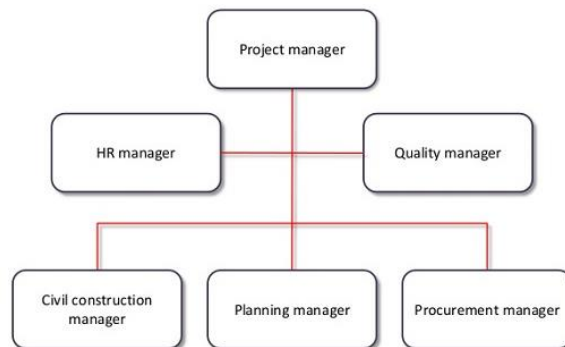 Project manager
HR manager
Quality manager
Civil construction
manager
Planning manager
Procurement manager